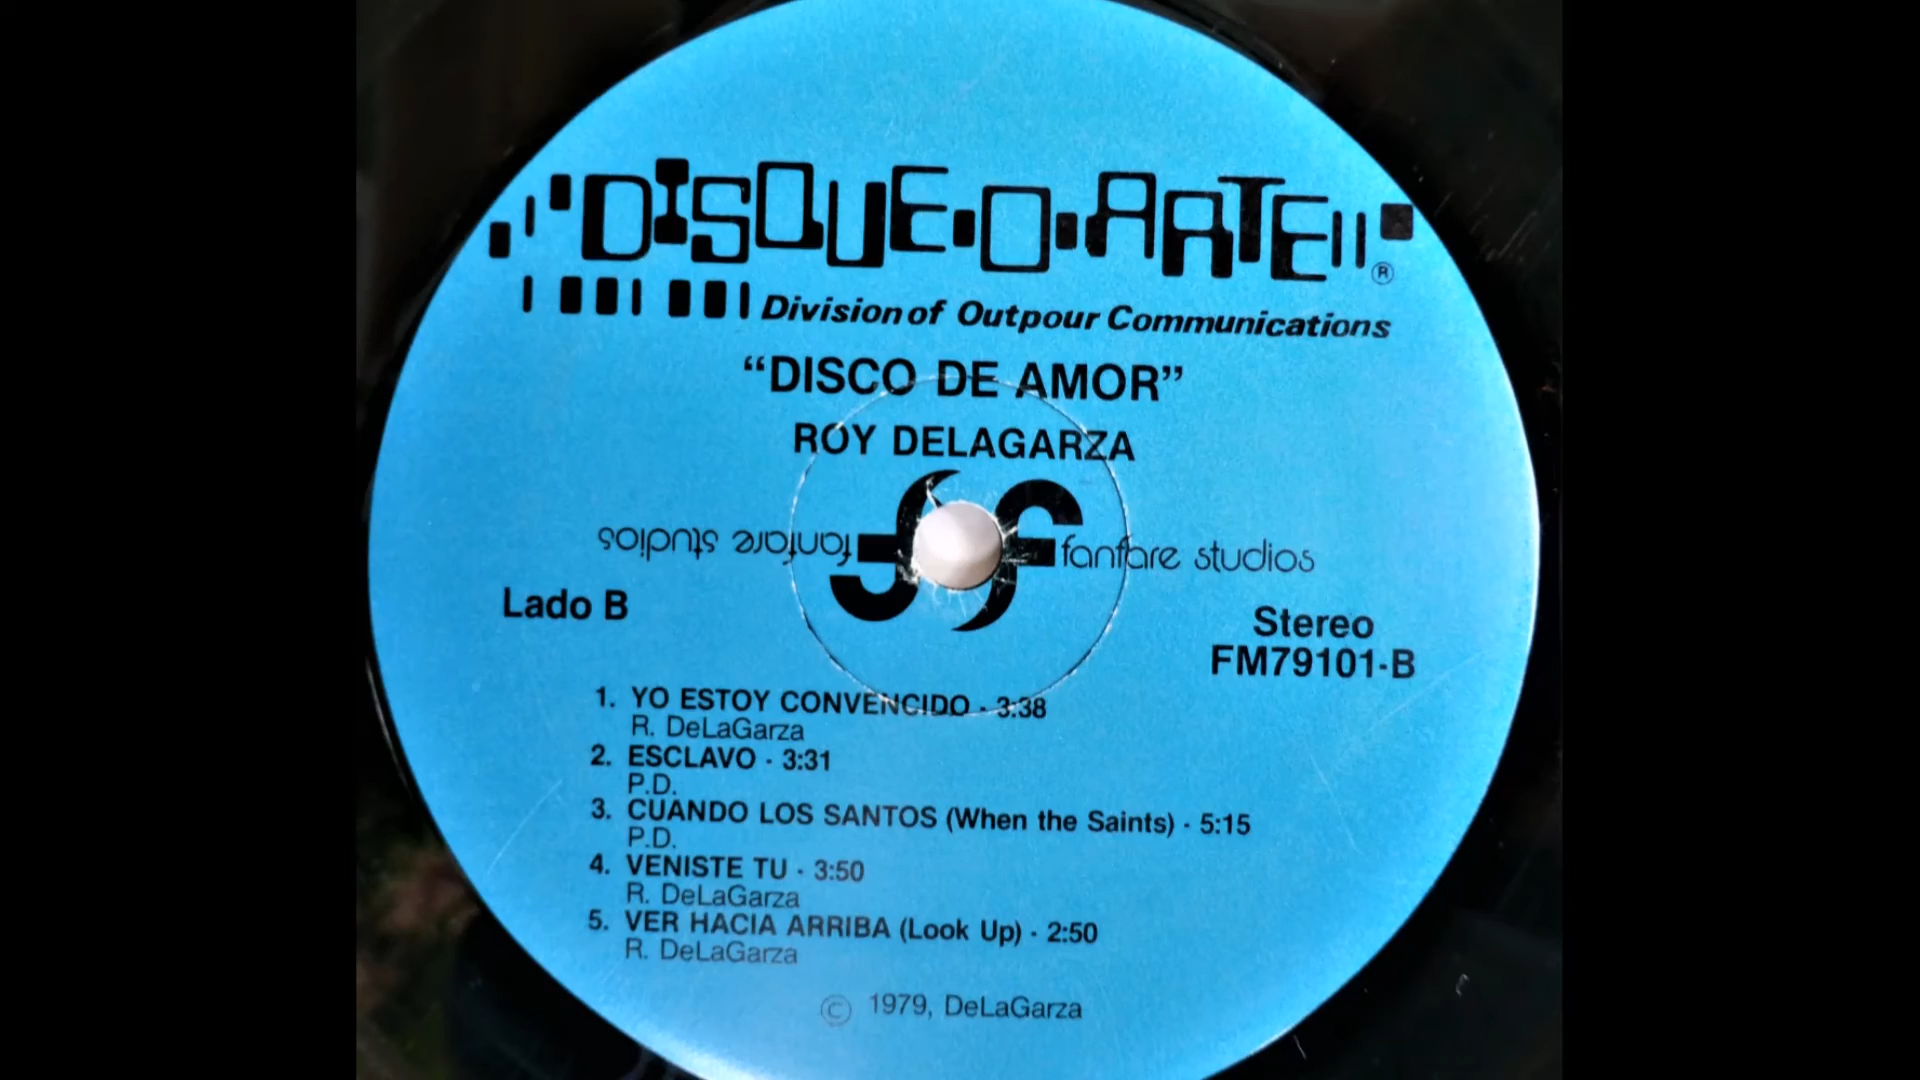 DISQUE·O·ARTE ®
Division of Outpour Communications
“DISCO DE AMOR”
ROY DELAGARZA
fanfare studios
fanfare studios
Lado B
Stereo
FM79101-B
1. YO ESTOY CONVENCIDO - 3:38
R. DeLaGarza
2. ESCLAVO - 3:31
P.D.
3. CUANDO LOS SANTOS (When the Saints) - 5:15
P.D.
4. VENISTE TU - 3:50
R. DeLaGarza
5. VER HACIA ARRIBA (Look Up) - 2:50
R. DeLaGarza
© 1979, DeLaGarza